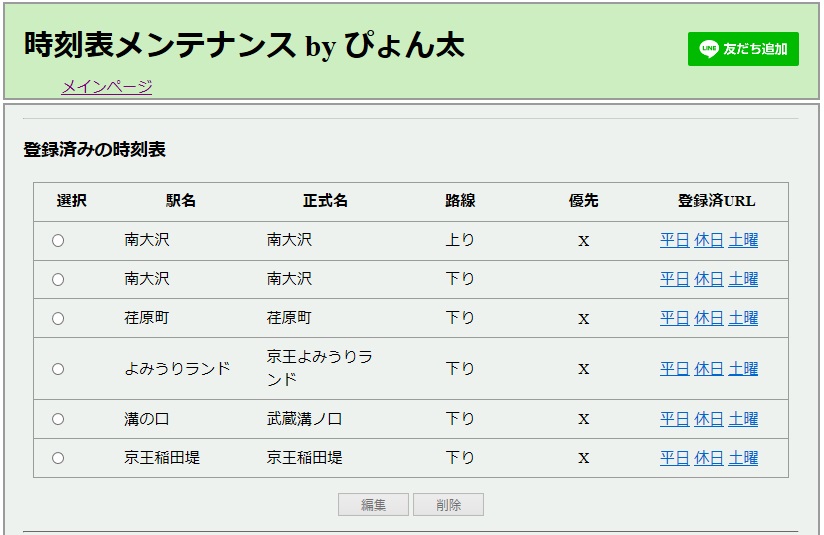 時刻表メンテナンス by ぴょん太
LINE 友だち追加
メインページ
登録済みの時刻表
選択 駅名 正式名 路線 優先 登録済URL
南大沢 南大沢 上り X 平日 休日 土曜
南大沢 南大沢 下り 平日 休日 土曜
荏原町 荏原町 下り X 平日 休日 土曜
よみうりランド 京王よみうりラ
ンド 下り X 平日 休日 土曜
溝の口 武蔵溝ノ口 下り X 平日 休日 土曜
京王稲田堤 京王稲田堤 下り X 平日 休日 土曜
編集 削除